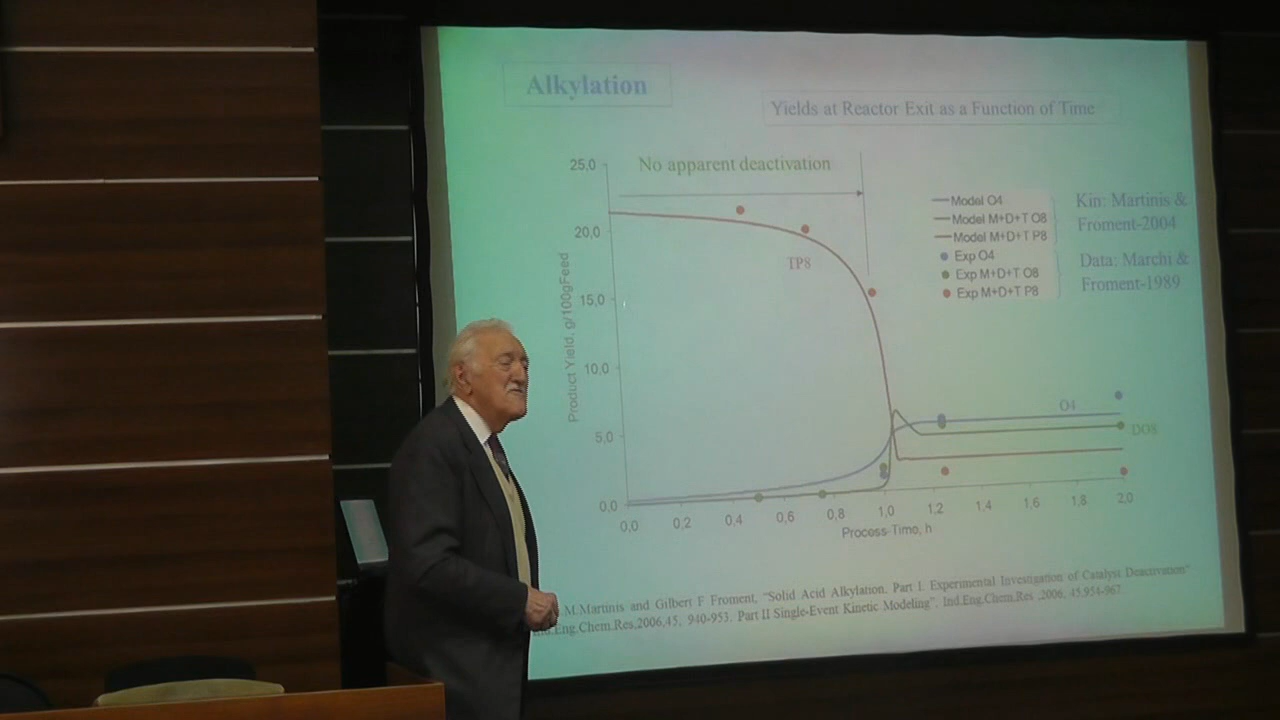 Alkylation
Yields at Reactor Exit as a Function of Time
No apparent deactivation
25,0
20,0
15,0
10,0
5,0
0,0
Product Yield, g/100gFeed
TP8
Model O4
Model M+D+T O8
Model M+D+T P8
Exp O4
Exp M+D+T O8
Exp M+D+T P8
Kin: Martinis &
Froment-2004
Data: Marchi &
Froment-1989
O4
DO8
0,0 0,2 0,4 0,6 0,8 1,0 1,2 1,4 1,6 1,8 2,0
Process-Time, h
M.Martinis and Gilbert F Froment, "Solid Acid Alkylation. Part I. Experimental Investigation of Catalyst Deactivation"
Ind.Eng.Chem.Res,2006,45, 940-953. Part II Single-Event Kinetic Modeling". Ind.Eng.Chem.Res ,2006, 45,954-967